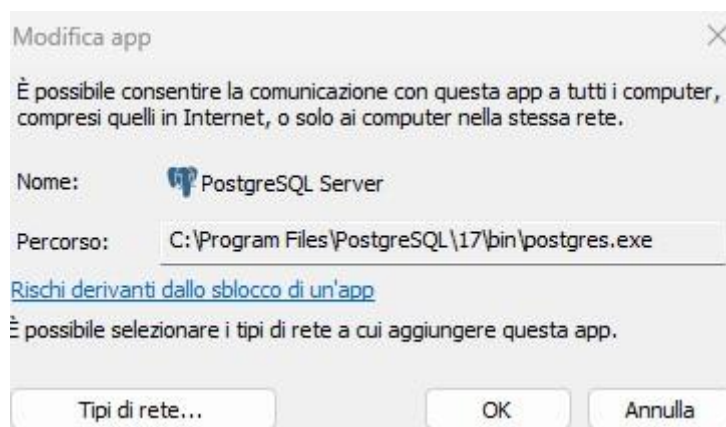 Modifica app
È possibile consentire la comunicazione con questa app a tutti i computer,
compresi quelli in Internet, o solo ai computer nella stessa rete.
Nome: PostgreSQL Server
Percorso: C:\Program Files\PostgreSQL\17\bin\postgres.exe
Rischi derivanti dallo sblocco di un'app
È possibile selezionare i tipi di rete a cui aggiungere questa app.
Tipi di rete... OK Annulla